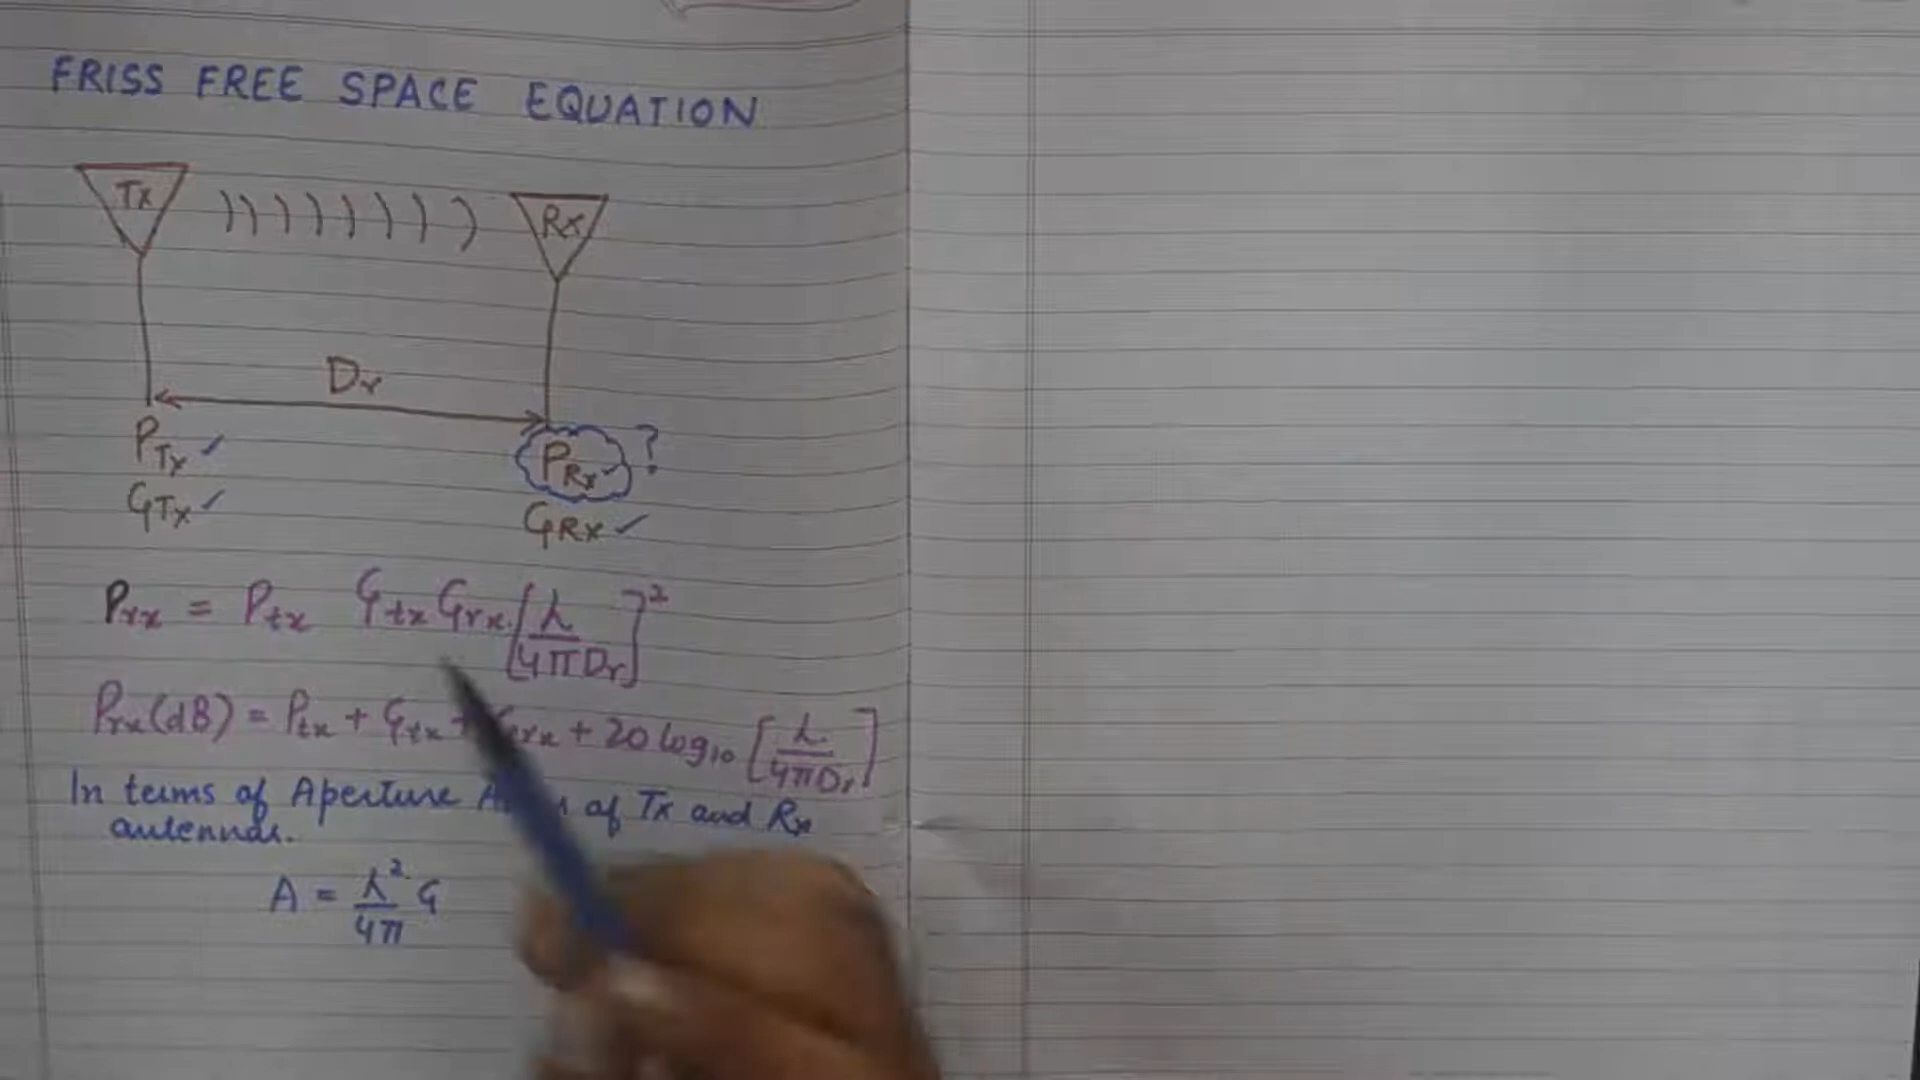 FRISS FREE SPACE EQUATION
Tx ) ) ) ) ) ) ) ) Rx
Dr
PTx ✓ PRx ✓ ?
GTx ✓ GRx ✓
Prx = Ptx Gtx Grx. [λ / 4πDr]²
Prx(dB) = Ptx + Gtx + Grx + 20 log10 [λ / 4πDr]
In terms of Aperture of Tx and Rx
antennas.
A = λ² / 4π G